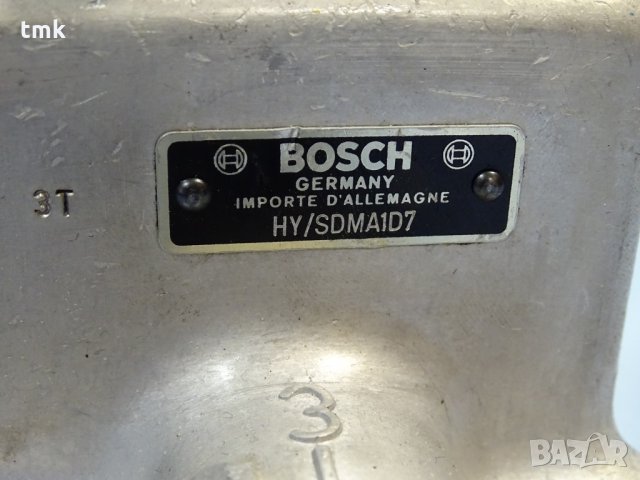 tmk
BOSCH
GERMANY
IMPORTE D'ALLEMAGNE
HY/SDMA1D7
3T
3
BAZAR